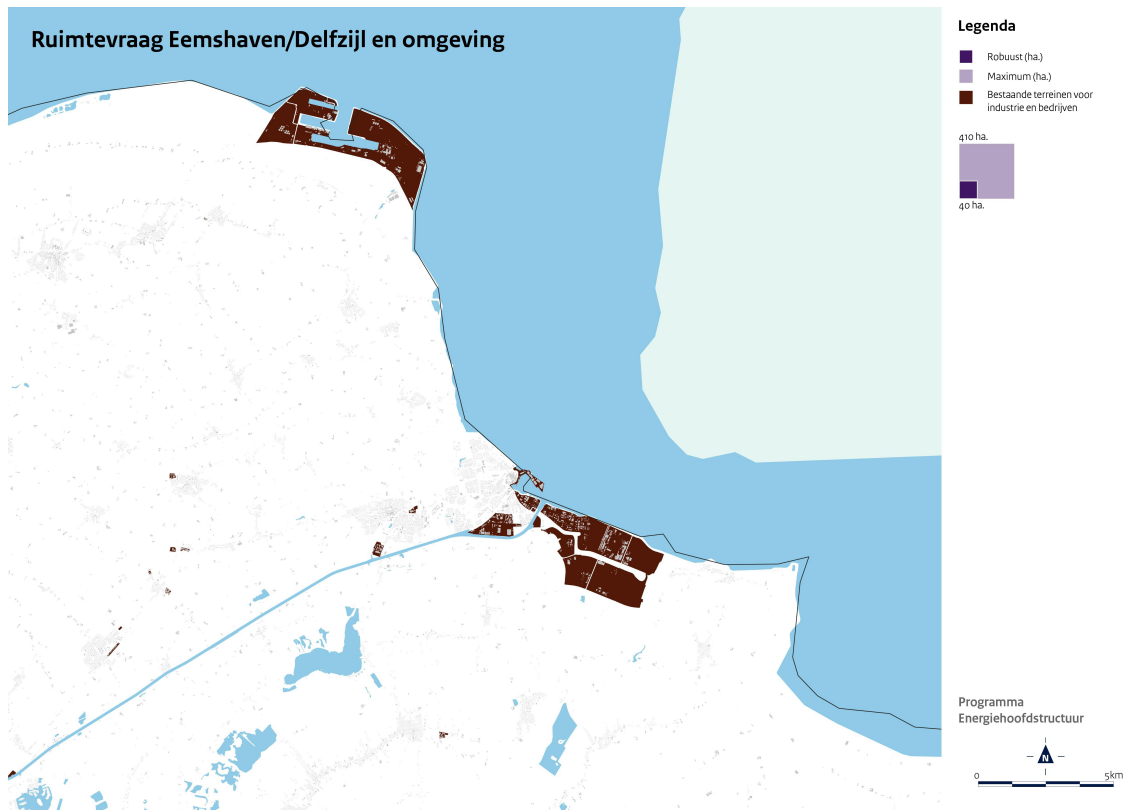 Ruimtevraag Eemshaven/Delfzijl en omgeving
Legenda
Robuust (ha.)
Maximum (ha.)
Bestaande terreinen voor
industrie en bedrijven
410 ha.
40 ha.
Programma
Energiehoofdstructuur
N
0 5km